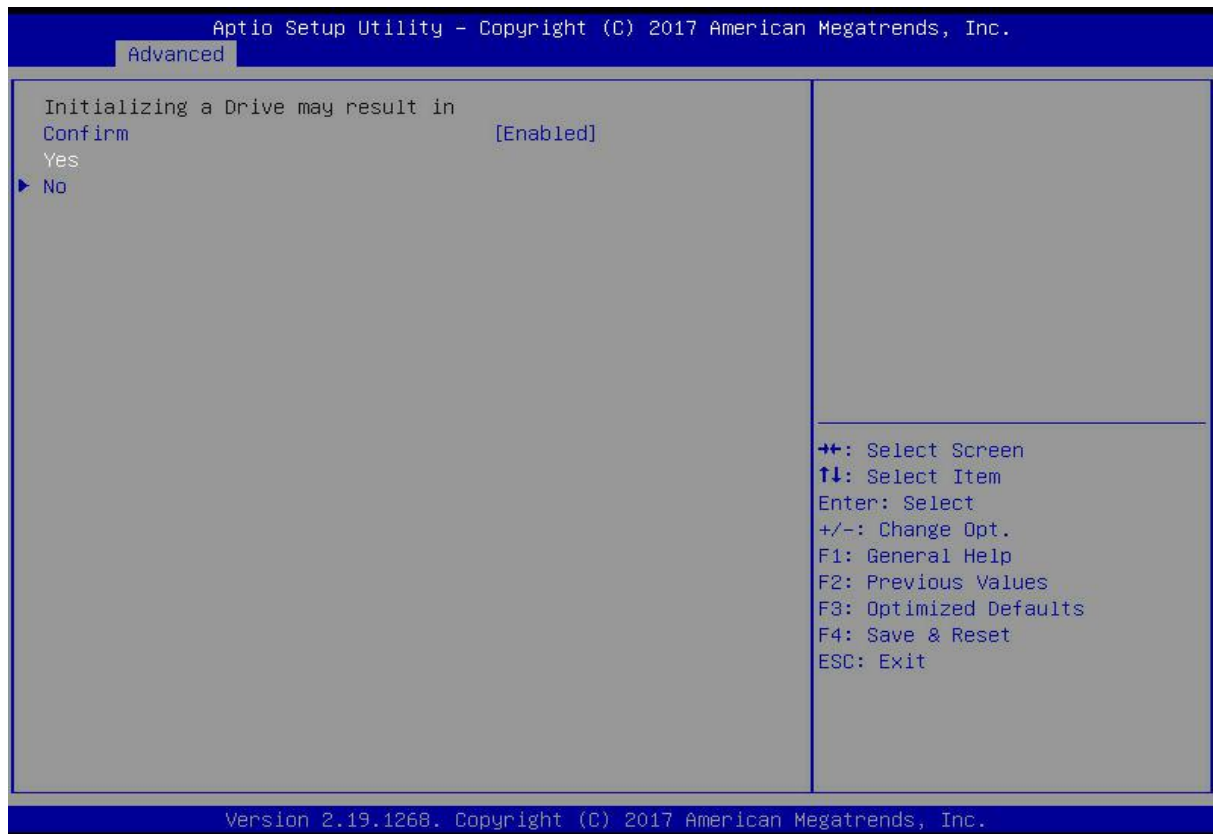 Aptio Setup Utility – Copyright (C) 2017 American Megatrends, Inc.
Advanced
Initializing a Drive may result in
Confirm [Enabled]
Yes
No
→←: Select Screen
↑↓: Select Item
Enter: Select
+/-: Change Opt.
F1: General Help
F2: Previous Values
F3: Optimized Defaults
F4: Save & Reset
ESC: Exit
Version 2.19.1268. Copyright (C) 2017 American Megatrends, Inc.